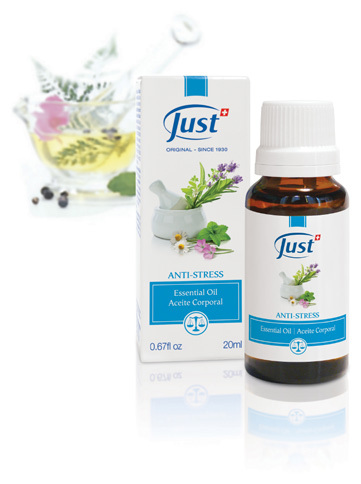 Just
ORIGINAL - SINCE 1930
ANTI-STRESS
Essential Oil
Aceite Corporal
0.67fl oz 20ml
Just
ANTI-STRESS
Essential Oil | Aceite Corporal